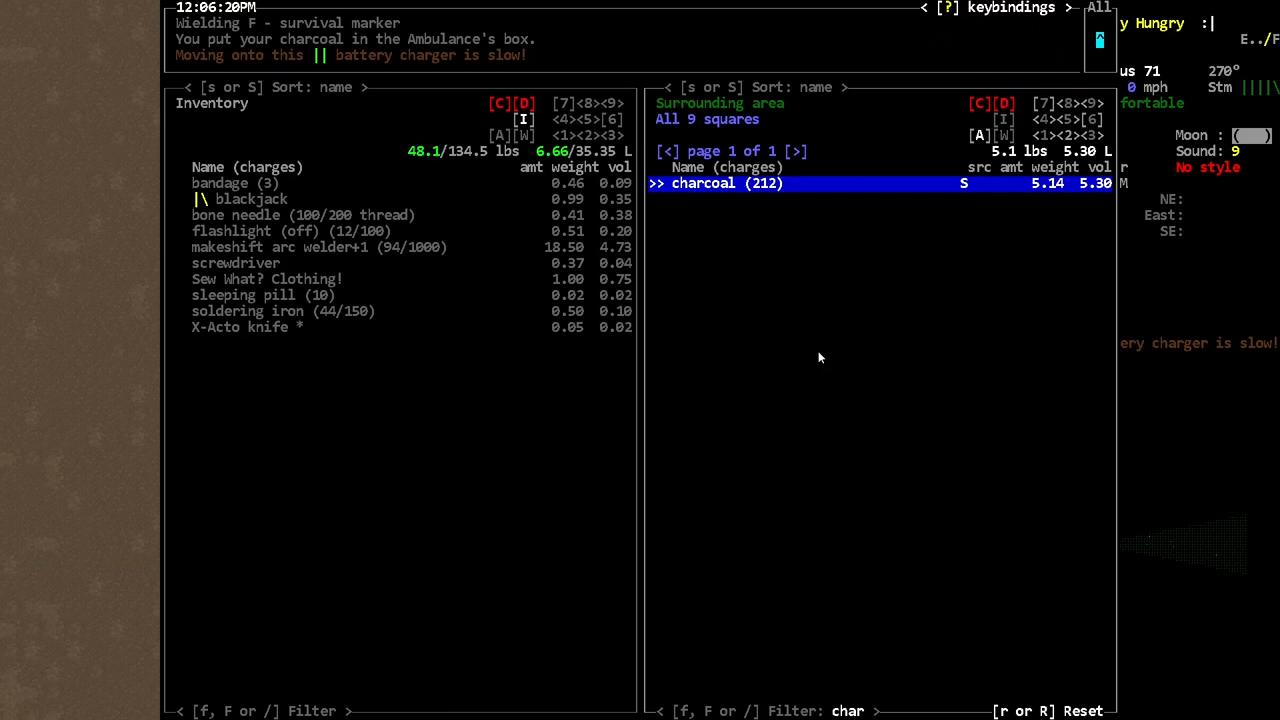 12:06:20PM < [?] keybindings > All
Wielding F - survival marker
You put your charcoal in the Ambulance's box.
Moving onto this || battery charger is slow!
y Hungry :|
E../F
us 71 270°
0 mph Stm ||||\
fortable
Moon : ( )
Sound: 9
No style
r
M
NE:
East:
SE:
ery charger is slow!
< [s or S] Sort: name >
Inventory [C][D] [7]<8><9>
[I] <4><5>[6]
[A][W] <1><2><3>
48.1/134.5 lbs 6.66/35.35 L
Name (charges) amt weight vol
bandage (3) 0.46 0.09
|\ blackjack 0.99 0.35
bone needle (100/200 thread) 0.41 0.38
flashlight (off) (12/100) 0.51 0.20
makeshift arc welder+1 (94/1000) 18.50 4.73
screwdriver 0.37 0.04
Sew What? Clothing! 1.00 0.75
sleeping pill (10) 0.02 0.02
soldering iron (44/150) 0.50 0.10
X-Acto knife * 0.05 0.02
< [f, F or /] Filter >
< [s or S] Sort: name >
Surrounding area [C][D] [7]<8><9>
All 9 squares [I] <4><5>[6]
[A][W] <1><2><3>
[<] page 1 of 1 [>] 5.1 lbs 5.30 L
Name (charges) src amt weight vol
>> charcoal (212) S 5.14 5.30
< [f, F or /] Filter: char > [r or R] Reset